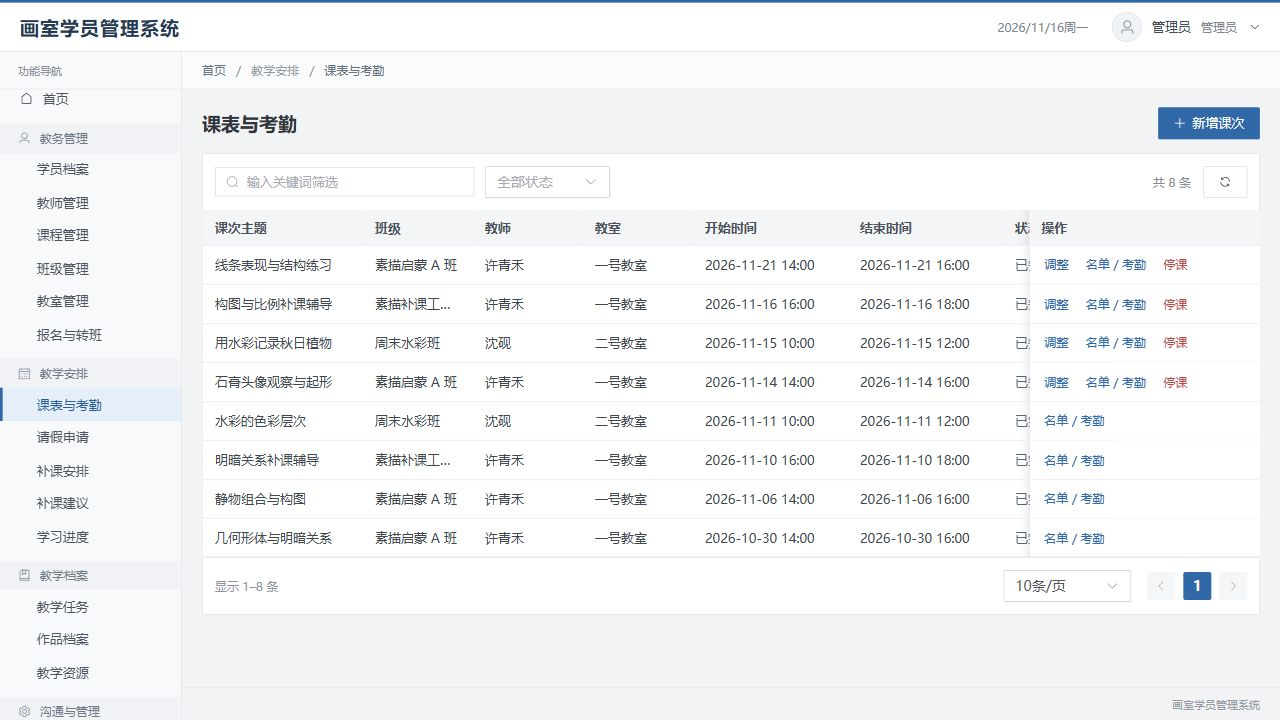 画室学员管理系统
2026/11/16周一 管理员 管理员
功能导航
首页
教务管理
学员档案
教师管理
课程管理
班级管理
教室管理
报名与转班
教学安排
课表与考勤
请假申请
补课安排
补课建议
学习进度
教学档案
教学任务
作品档案
教学资源
沟通与管理
首页 / 教学安排 / 课表与考勤
课表与考勤
新增课次
输入关键词筛选 全部状态 共 8 条
课次主题 班级 教师 教室 开始时间 结束时间 操作
线条表现与结构练习 素描启蒙 A 班 许青禾 一号教室 2026-11-21 14:00 2026-11-21 16:00 已 调整 名单 / 考勤 停课
构图与比例补课辅导 素描补课工... 许青禾 一号教室 2026-11-16 16:00 2026-11-16 18:00 已 调整 名单 / 考勤 停课
用水彩记录秋日植物 周末水彩班 沈砚 二号教室 2026-11-15 10:00 2026-11-15 12:00 已 调整 名单 / 考勤 停课
石膏头像观察与起形 素描启蒙 A 班 许青禾 一号教室 2026-11-14 14:00 2026-11-14 16:00 已 调整 名单 / 考勤 停课
水彩的色彩层次 周末水彩班 沈砚 二号教室 2026-11-11 10:00 2026-11-11 12:00 已 名单 / 考勤
明暗关系补课辅导 素描补课工... 许青禾 一号教室 2026-11-10 16:00 2026-11-10 18:00 已 名单 / 考勤
静物组合与构图 素描启蒙 A 班 许青禾 一号教室 2026-11-06 14:00 2026-11-06 16:00 已 名单 / 考勤
几何形体与明暗关系 素描启蒙 A 班 许青禾 一号教室 2026-10-30 14:00 2026-10-30 16:00 已 名单 / 考勤
显示 1–8 条 10条/页 1
画室学员管理系统